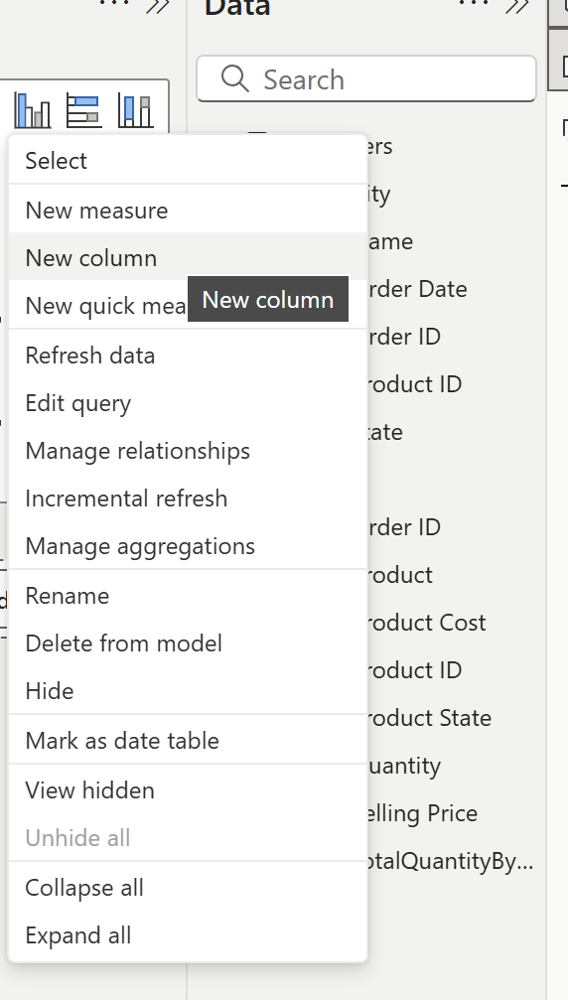 Data
Search
Select
New measure
New column
New quick mea
New column
Refresh data
Edit query
Manage relationships
Incremental refresh
Manage aggregations
Rename
Delete from model
Hide
Mark as date table
View hidden
Unhide all
Collapse all
Expand all
ers
ity
ame
rder Date
rder ID
roduct ID
tate
rder ID
roduct
roduct Cost
roduct ID
roduct State
uantity
elling Price
otalQuantityBy...